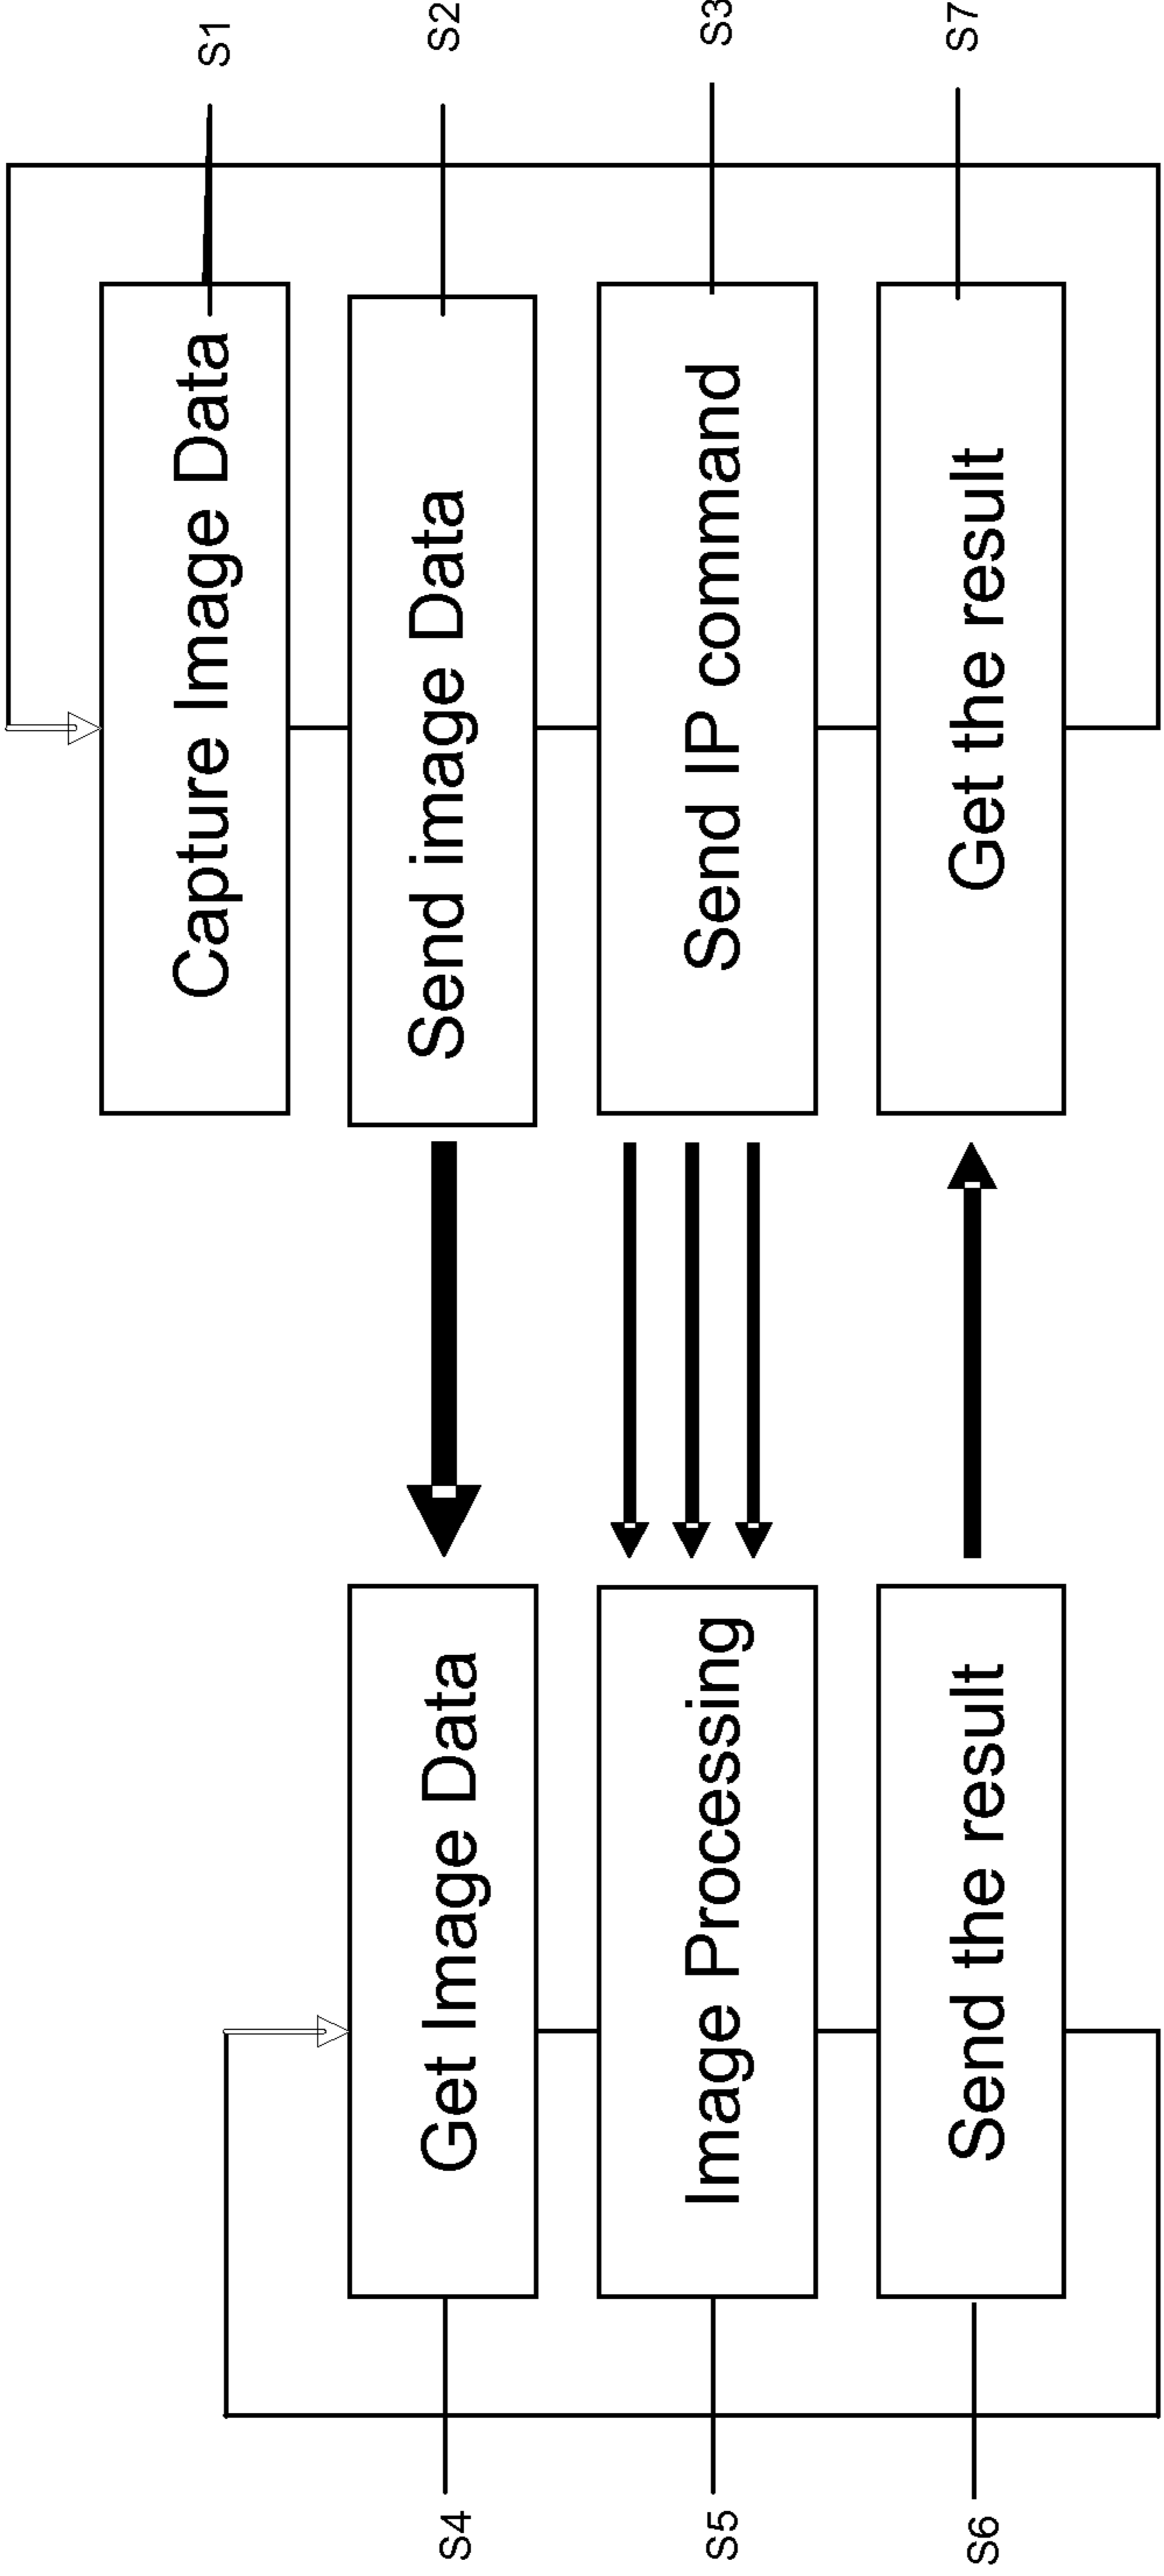 Capture Image Data
S1
S4
Get Image Data
Send image Data
S2
S5
Image Processing
Send IP command
S3
S6
Send the result
Get the result
S7